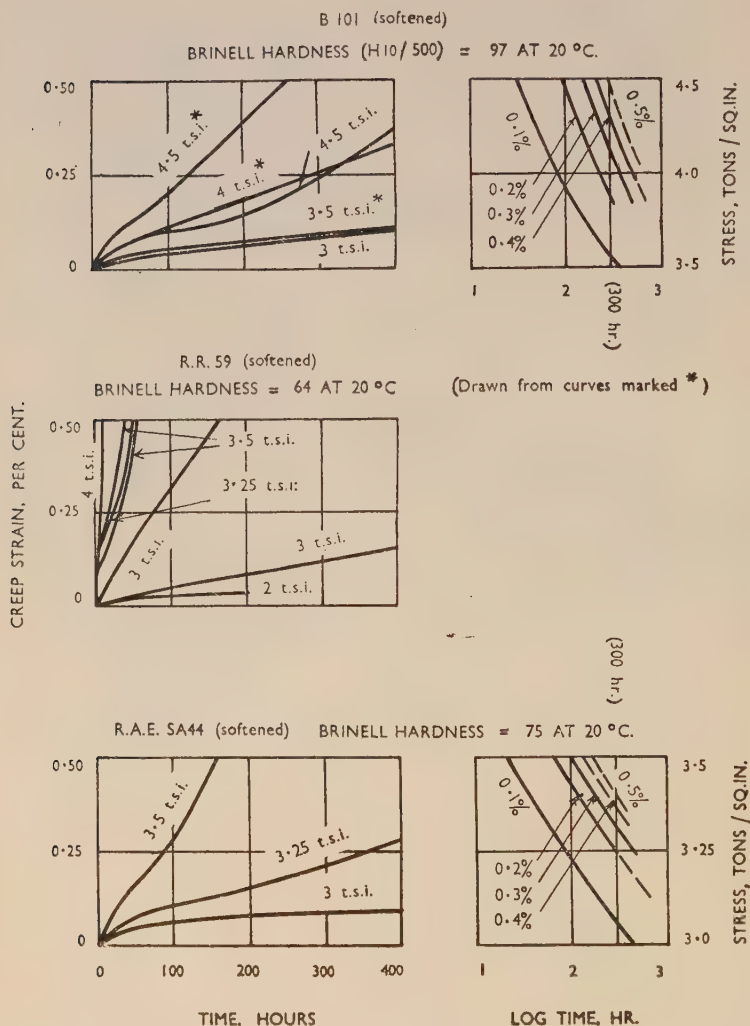 B 101 (softened)
BRINELL HARDNESS (H10/500) = 97 AT 20 °C.
0·50
0·25
0
4·5 t.s.i.*
4 t.s.i.*
4·5 t.s.i.
3·5 t.s.i.*
3 t.s.i.
0·1%
0·5%
0·2%
0·3%
0·4%
4·5
4·0
3·5
STRESS, TONS / SQ.IN.
1
2
(300 hr.)
3
R.R. 59 (softened)
BRINELL HARDNESS = 64 AT 20 °C
(Drawn from curves marked *)
CREEP STRAIN, PER CENT.
0·50
0·25
0
4 t.s.i.
3·5 t.s.i.
3·25 t.s.i.
3 t.s.i.
3 t.s.i.
2 t.s.i.
(300 hr.)
R.A.E. SA44 (softened) BRINELL HARDNESS = 75 AT 20 °C.
0·50
0·25
0
3·5 t.s.i.
3·25 t.s.i.
3 t.s.i.
0
100
200
300
400
TIME, HOURS
0·1%
0·5%
0·2%
0·3%
0·4%
3·5
3·25
3·0
STRESS, TONS / SQ.IN.
1
2
3
LOG TIME, HR.